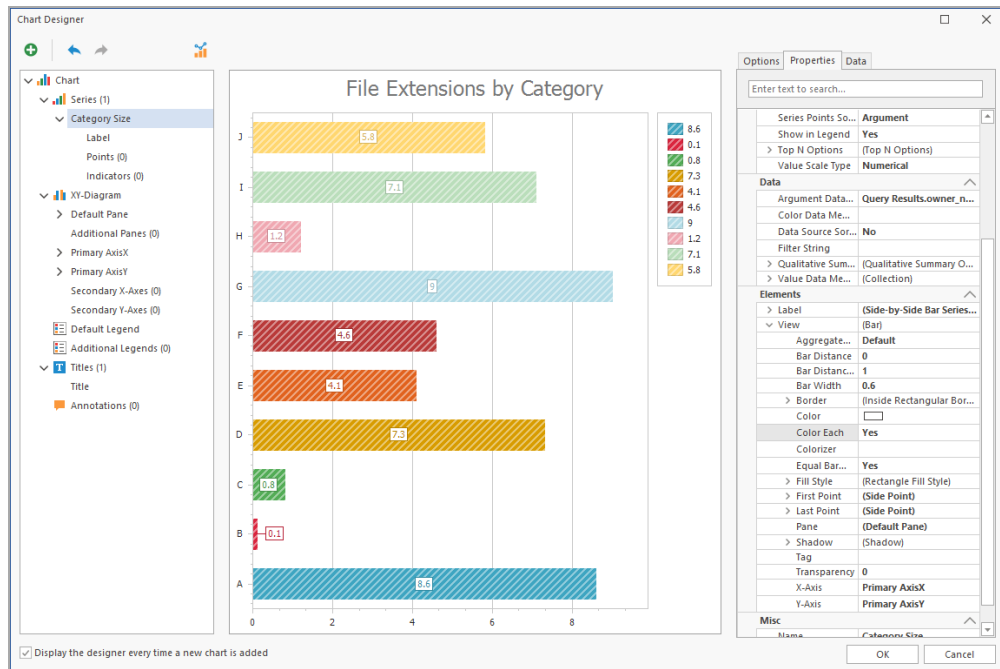 Chart Designer
Chart
Series (1)
Category Size
Label
Points (0)
Indicators (0)
XY-Diagram
Default Pane
Additional Panes (0)
Primary AxisX
Primary AxisY
Secondary X-Axes (0)
Secondary Y-Axes (0)
Default Legend
Additional Legends (0)
T Titles (1)
Title
Annotations (0)
File Extensions by Category
J 5.8
I 7.1
H 1.2
G 9
F 4.6
E 4.1
D 7.3
C 0.8
B 0.1
A 8.6
0 2 4 6 8
8.6
0.1
0.8
7.3
4.1
4.6
9
1.2
7.1
5.8
Options Properties Data
Enter text to search...
Series Points So... Argument
Show in Legend Yes
Top N Options (Top N Options)
Value Scale Type Numerical
Data
Argument Data... Query Results.owner_n...
Color Data Me...
Data Source Sor... No
Filter String
Qualitative Sum... (Qualitative Summary O...
Value Data Me... (Collection)
Elements
Label (Side-by-Side Bar Series...
View (Bar)
Aggregate... Default
Bar Distance 0
Bar Distanc... 1
Bar Width 0.6
Border (Inside Rectangular Bor...
Color
Color Each Yes
Colorizer
Equal Bar... Yes
Fill Style (Rectangle Fill Style)
First Point (Side Point)
Last Point (Side Point)
Pane (Default Pane)
Shadow (Shadow)
Tag
Transparency 0
X-Axis Primary AxisX
Y-Axis Primary AxisY
Misc
Name Category Size
Display the designer every time a new chart is added
OK Cancel